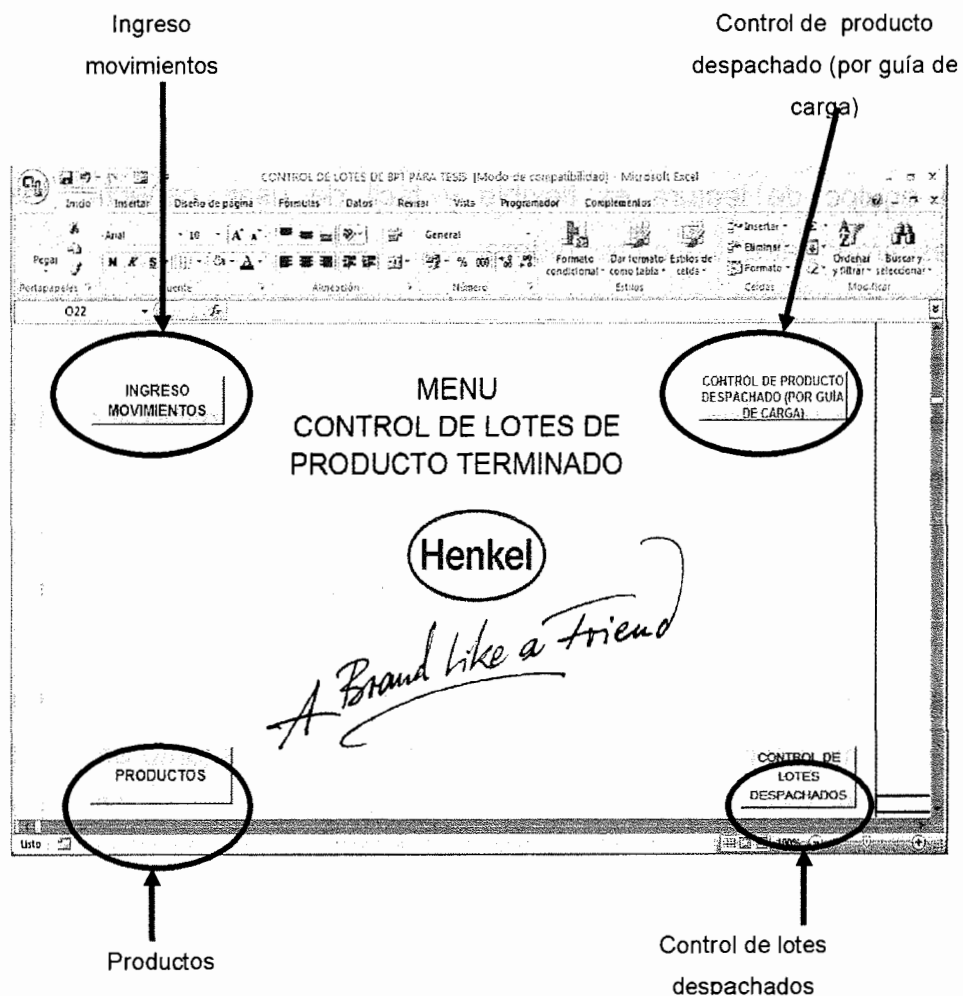 Ingreso
movimientos
Control de producto
despachado (por guía de
carga)
CONTROL DE LOTES DE BPT PARA TESIS [Modo de compatibilidad] - Microsoft Excel
Inicio Insertar Diseño de página Fórmulas Datos Revisar Vista Programador Complementos
Arial 10 General
Pegar N K S % 000
Formato condicional Dar formato como tabla Estilos de celda
Insertar
Eliminar
Formato
Ordenar y filtrar Buscar y seleccionar
Portapapeles Fuente Alineación Número Estilos Celdas Modificar
O22 fx
INGRESO
MOVIMIENTOS
MENU
CONTROL DE LOTES DE
PRODUCTO TERMINADO
CONTROL DE PRODUCTO
DESPACHADO (POR GUÍA
DE CARGA)
Henkel
A Brand Like a Friend
PRODUCTOS
CONTROL DE
LOTES
DESPACHADOS
Listo 100%
Productos
Control de lotes
despachados